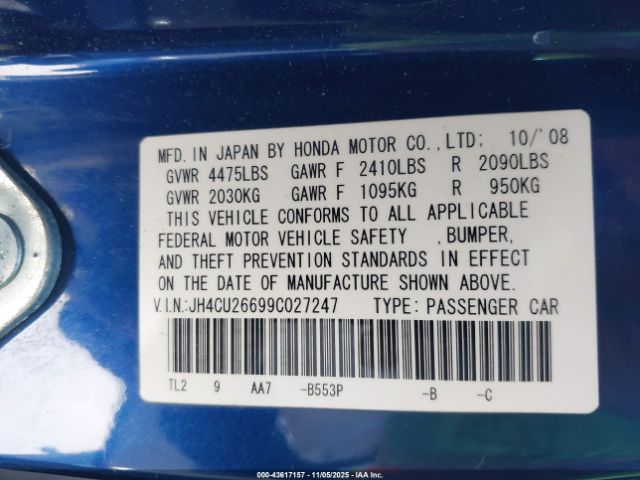 MFD. IN JAPAN BY HONDA MOTOR CO., LTD; 10/'08
GVWR 4475LBS GAWR F 2410LBS R 2090LBS
GVWR 2030KG GAWR F 1095KG R 950KG
THIS VEHICLE CONFORMS TO ALL APPLICABLE
FEDERAL MOTOR VEHICLE SAFETY ,BUMPER,
AND THEFT PREVENTION STANDARDS IN EFFECT
ON THE DATE OF MANUFACTURE SHOWN ABOVE.
V.I.N.:JH4CU26699C027247 TYPE: PASSENGER CAR
TL2 9 AA7 -B553P -B -C
000-43617157 - 11/05/2025 - IAA Inc.